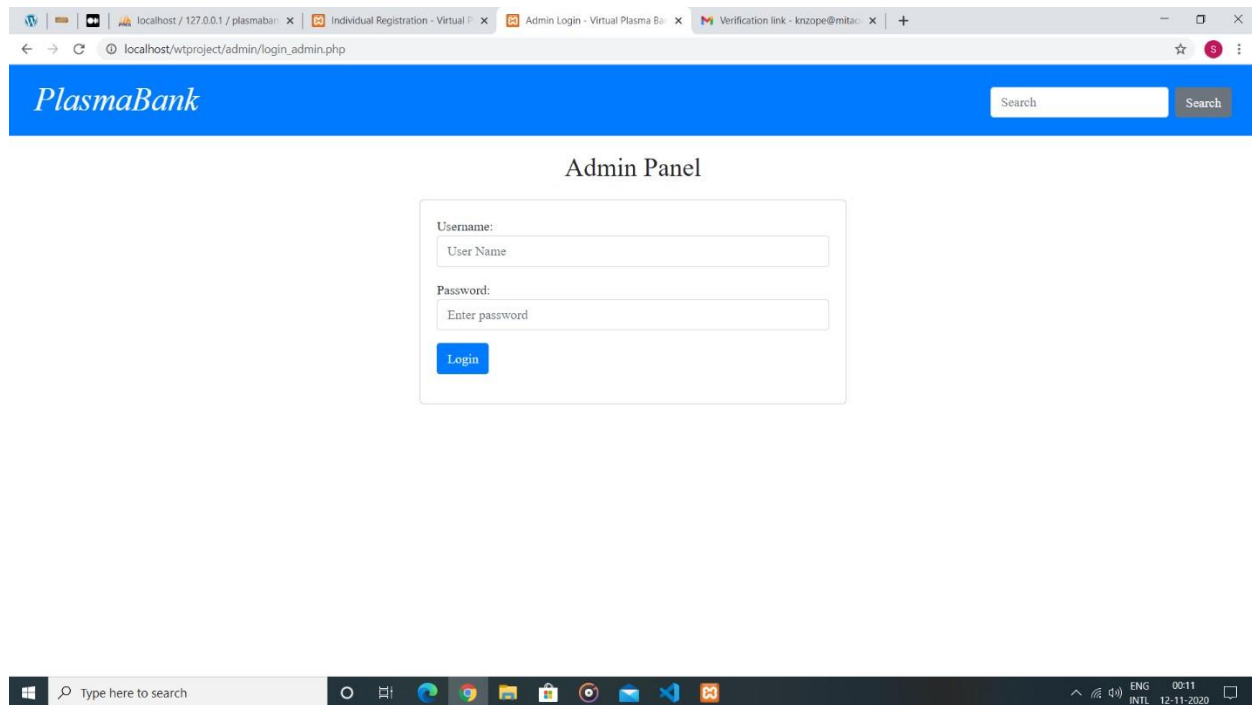 localhost / 127.0.0.1 / plasmaban
Individual Registration - Virtual P
Admin Login - Virtual Plasma Ba
Verification link - knzope@mitao
localhost/wtproject/admin/login_admin.php
S
PlasmaBank
Search
Search
Admin Panel
Username:
User Name
Password:
Enter password
Login
Type here to search
ENG
INTL
00:11
12-11-2020